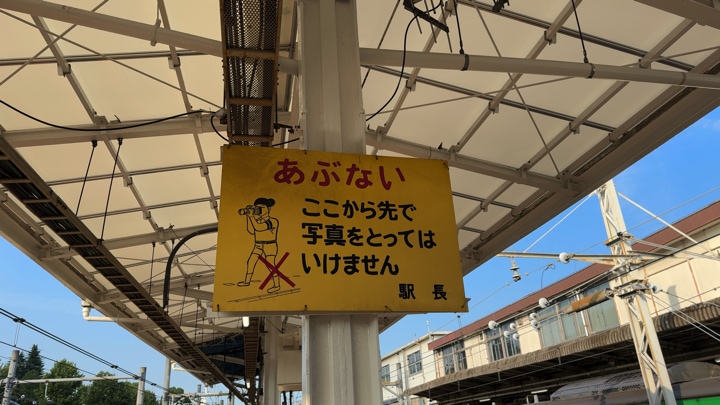 あぶない
ここから先で
写真をとっては
いけません
駅 長